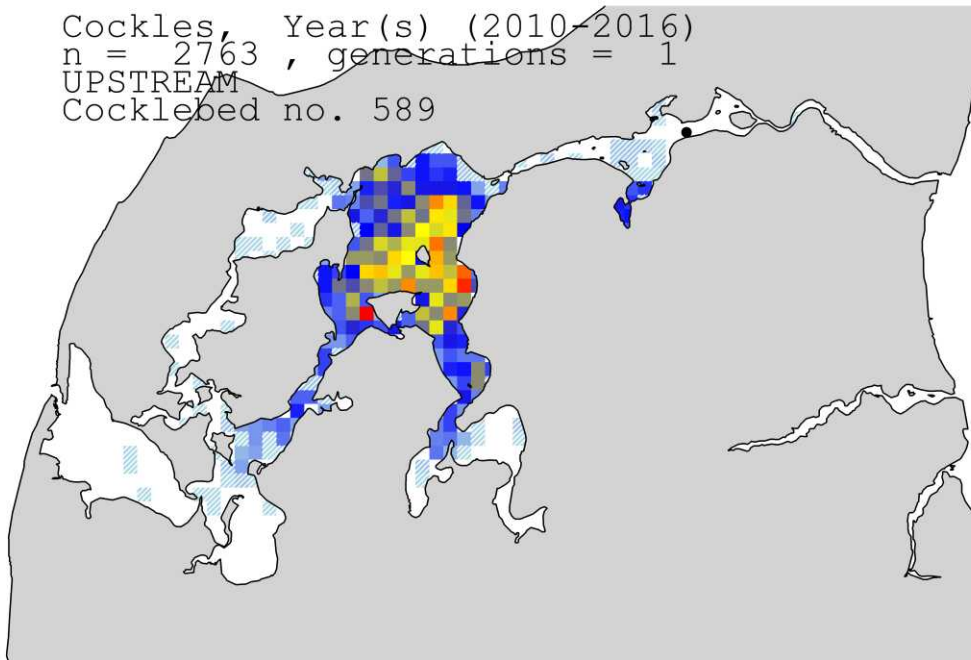 Cockles, Year(s) (2010-2016)
n = 2763 , generations = 1
UPSTREAM
Cocklebed no. 589